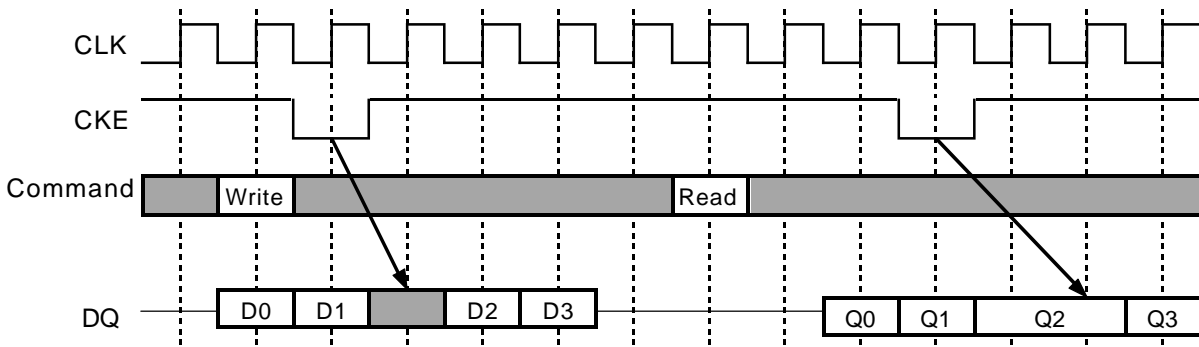 CLK
CKE
Command Write Read
DQ D0 D1 D2 D3 Q0 Q1 Q2 Q3